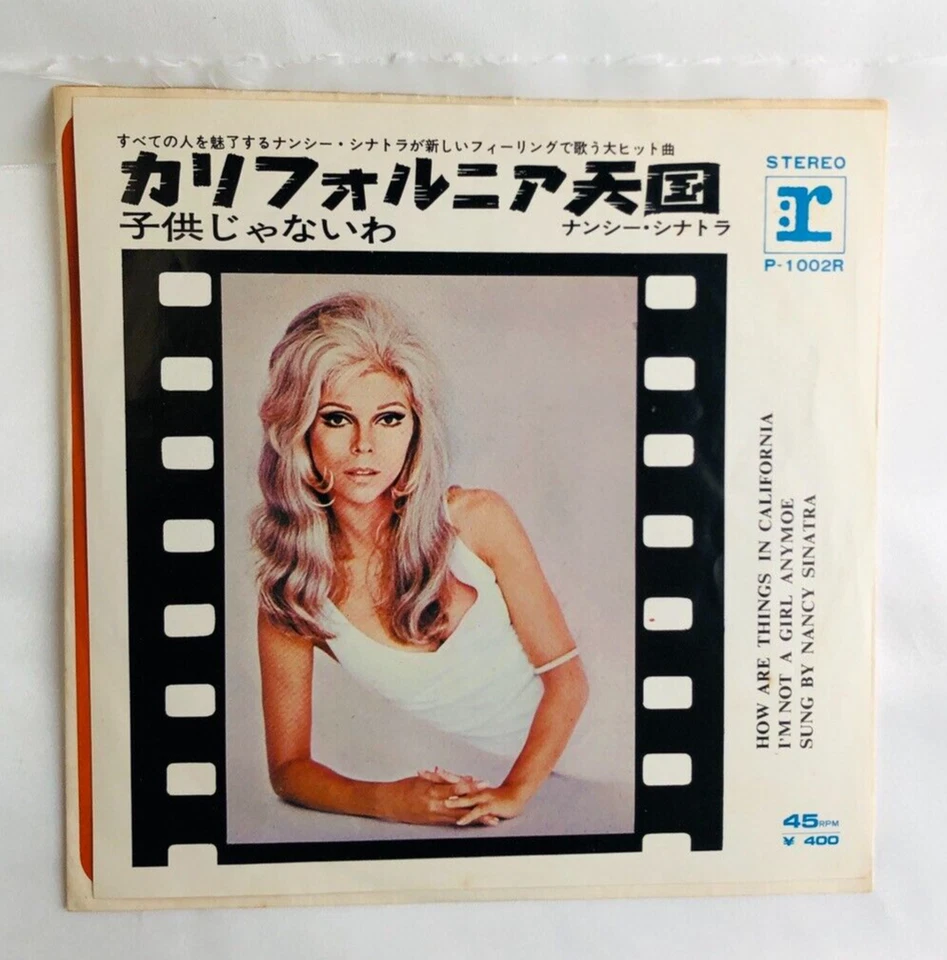 すべての人を魅了するナンシー・シナトラが新しいフィーリングで歌う大ヒット曲
カリフォルニア天国
子供じゃないわ
ナンシー・シナトラ
STEREO
r
P-1002R
HOW ARE THINGS IN CALIFORNIA
I'M NOT A GIRL ANYMOE
SUNG BY NANCY SINATRA
45RPM
¥ 400